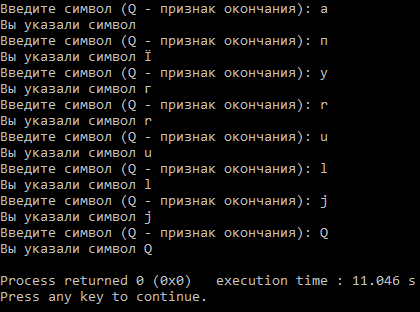 Введите символ (Q - признак окончания): а
Вы указали символ
Введите символ (Q - признак окончания): п
Вы указали символ Ї
Введите символ (Q - признак окончания): у
Вы указали символ г
Введите символ (Q - признак окончания): r
Вы указали символ r
Введите символ (Q - признак окончания): u
Вы указали символ u
Введите символ (Q - признак окончания): l
Вы указали символ l
Введите символ (Q - признак окончания): j
Вы указали символ j
Введите символ (Q - признак окончания): Q
Вы указали символ Q
Process returned 0 (0x0) execution time : 11.046 s
Press any key to continue.